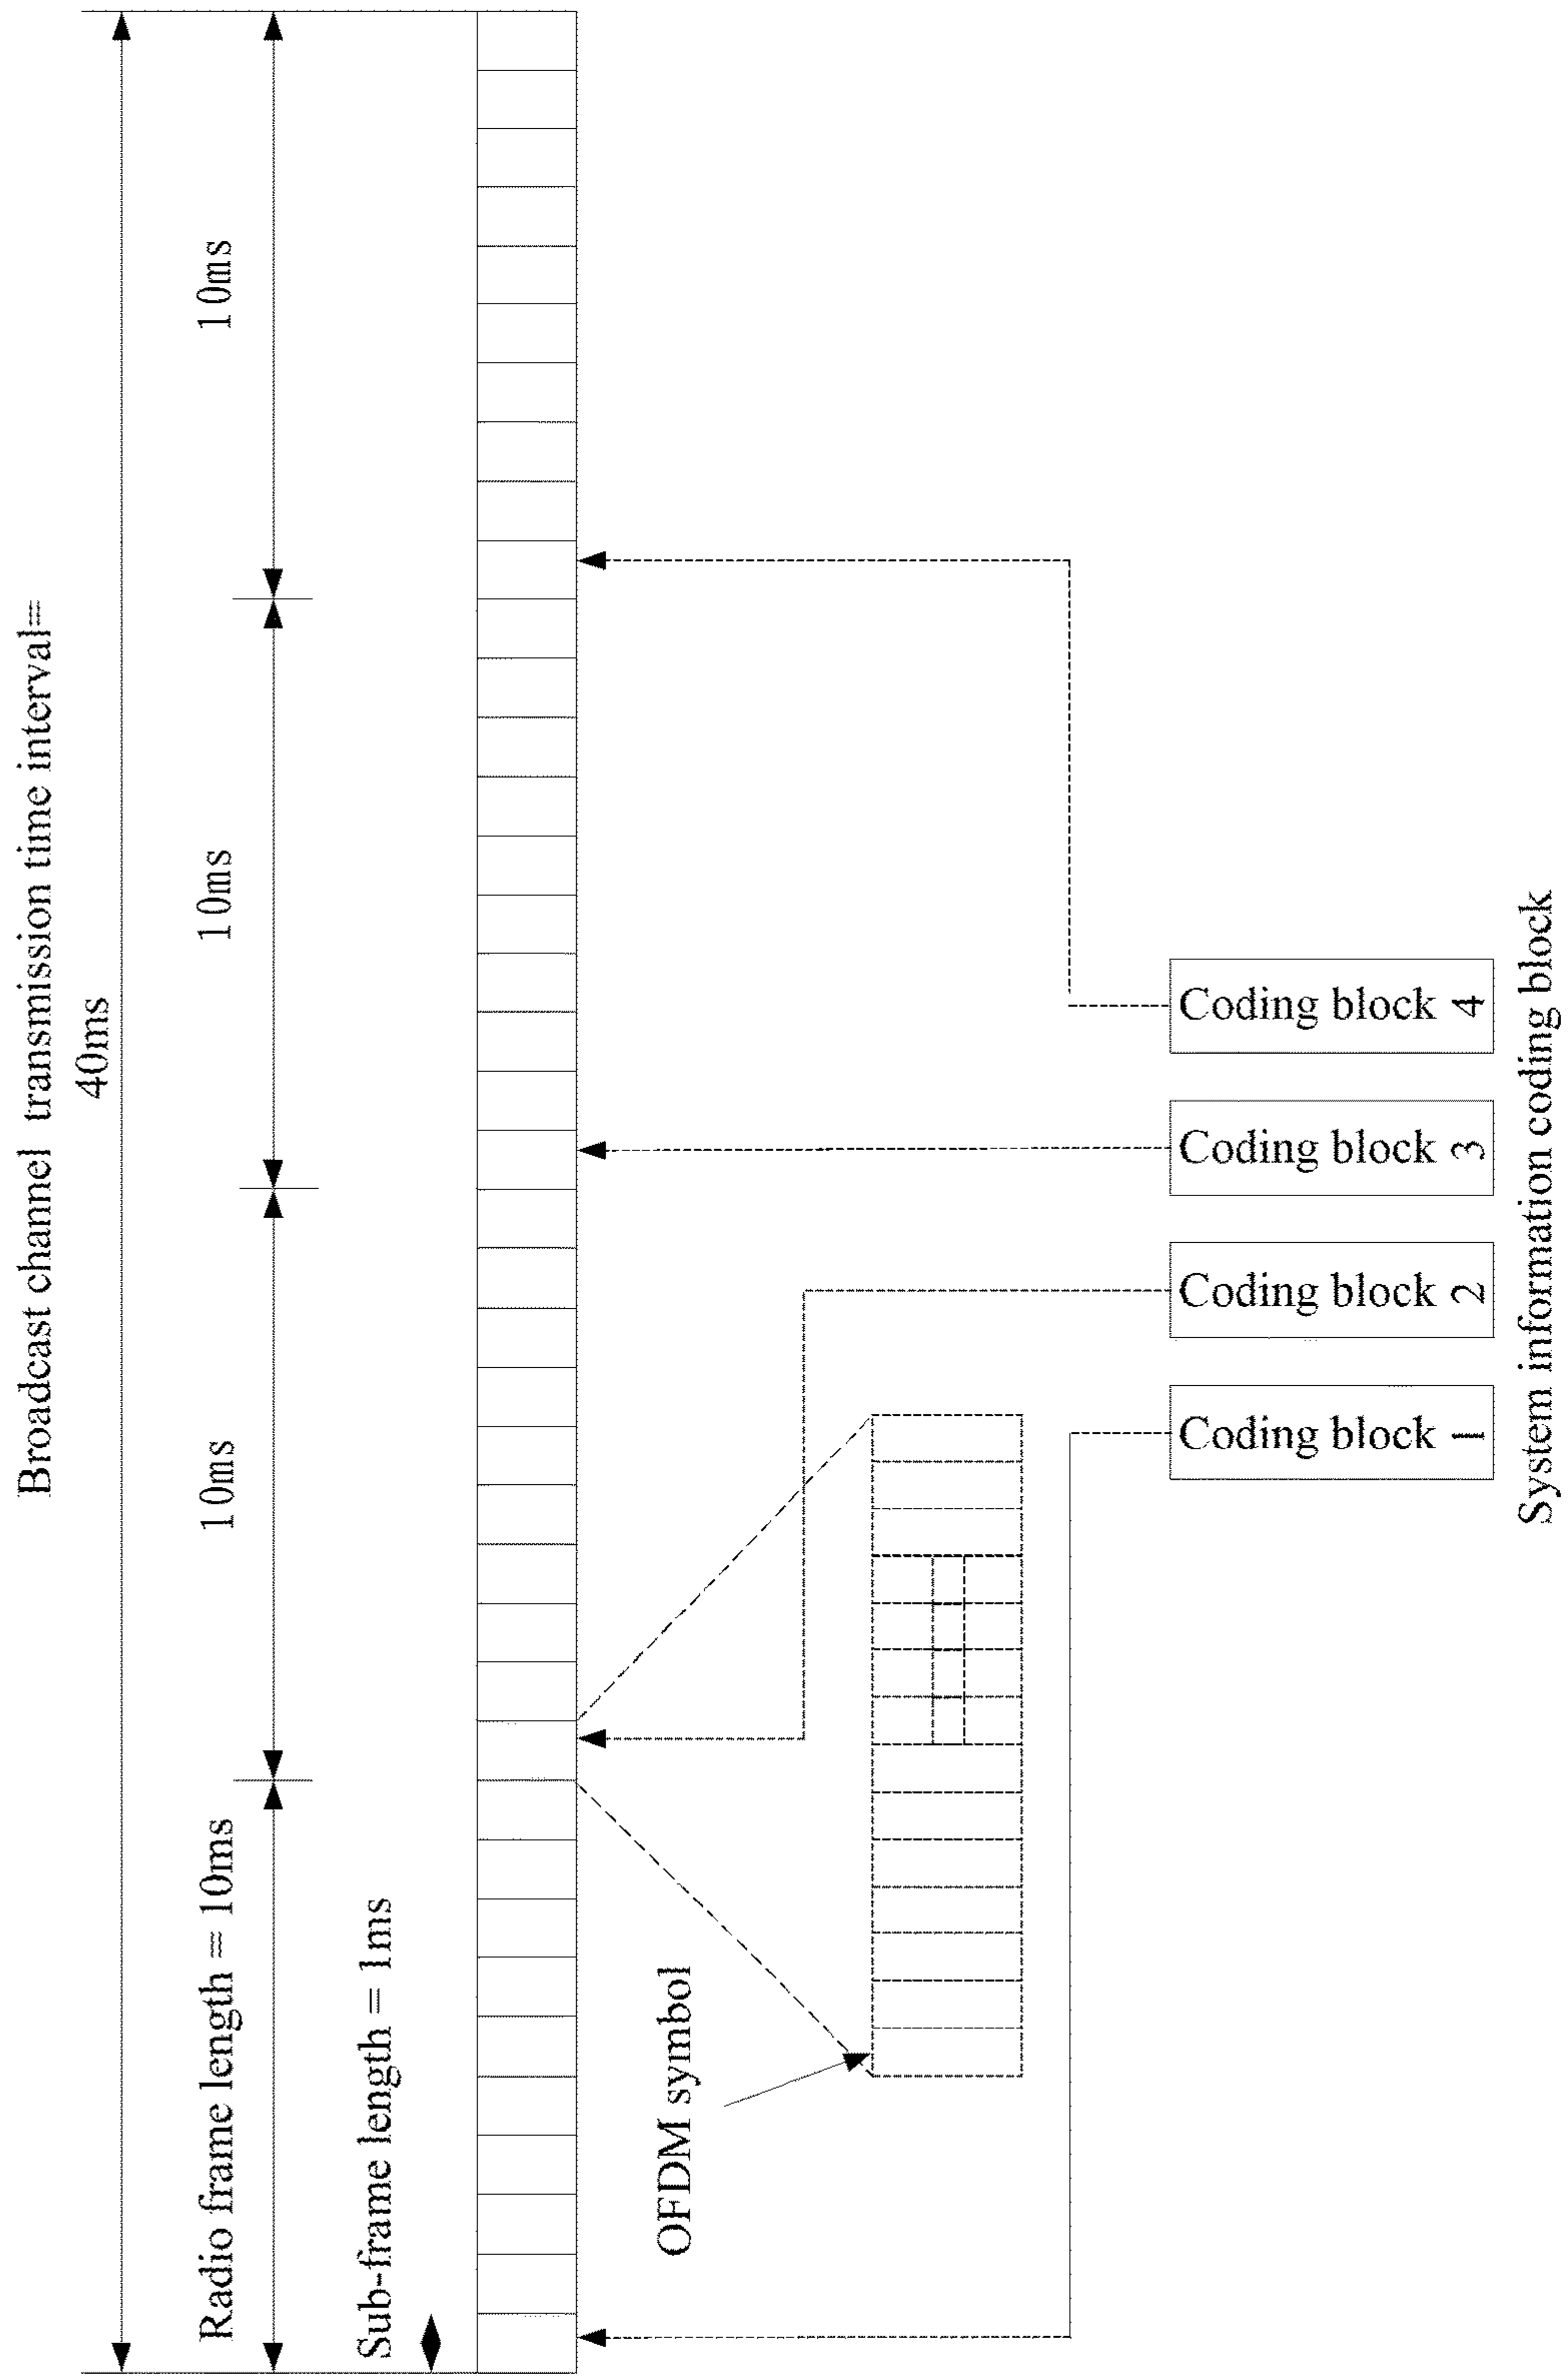 Broadcast channel transmission time interval=
40ms
Radio frame length = 10ms
10ms
10ms
10ms
Sub-frame length = 1ms
OFDM symbol
Coding block 1
Coding block 2
Coding block 3
Coding block 4
System information coding block